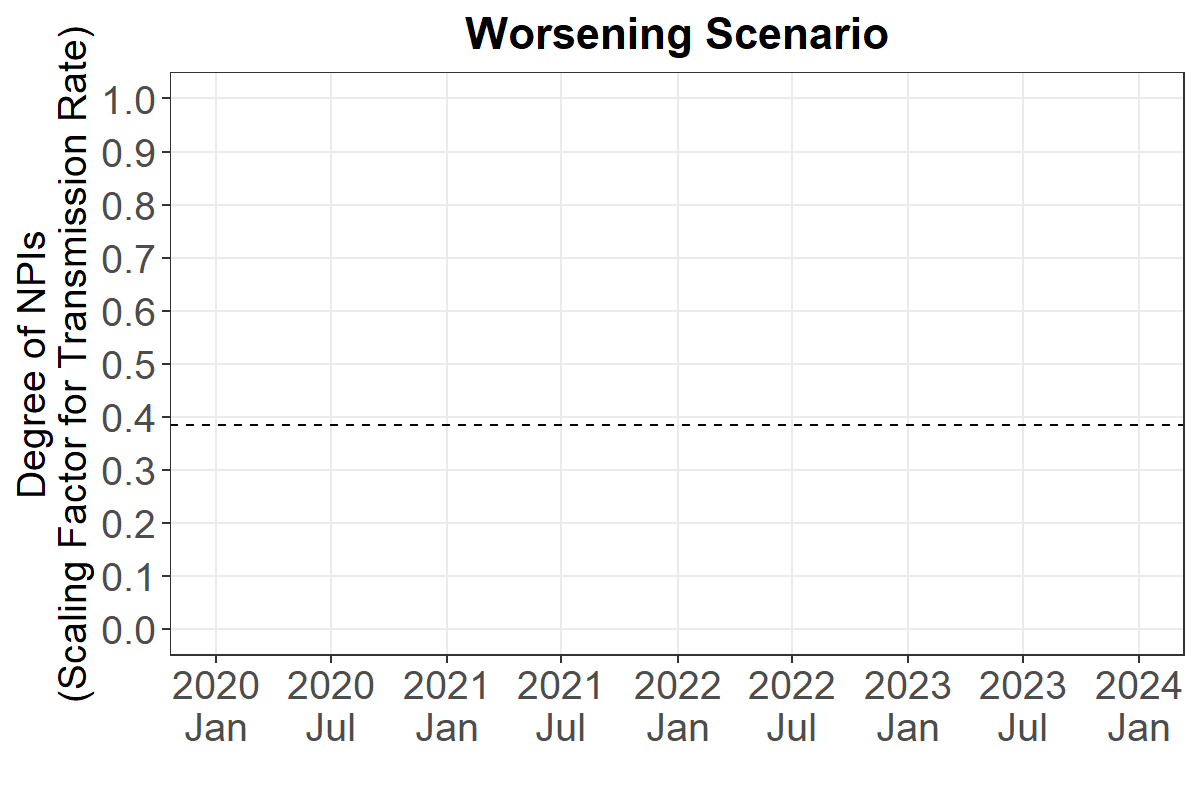 Worsening Scenario
Degree of NPIs
(Scaling Factor for Transmission Rate)
1.0
0.9
0.8
0.7
0.6
0.5
0.4
0.3
0.2
0.1
0.0
2020 2020 2021 2021 2022 2022 2023 2023 2024
Jan Jul Jan Jul Jan Jul Jan Jul Jan